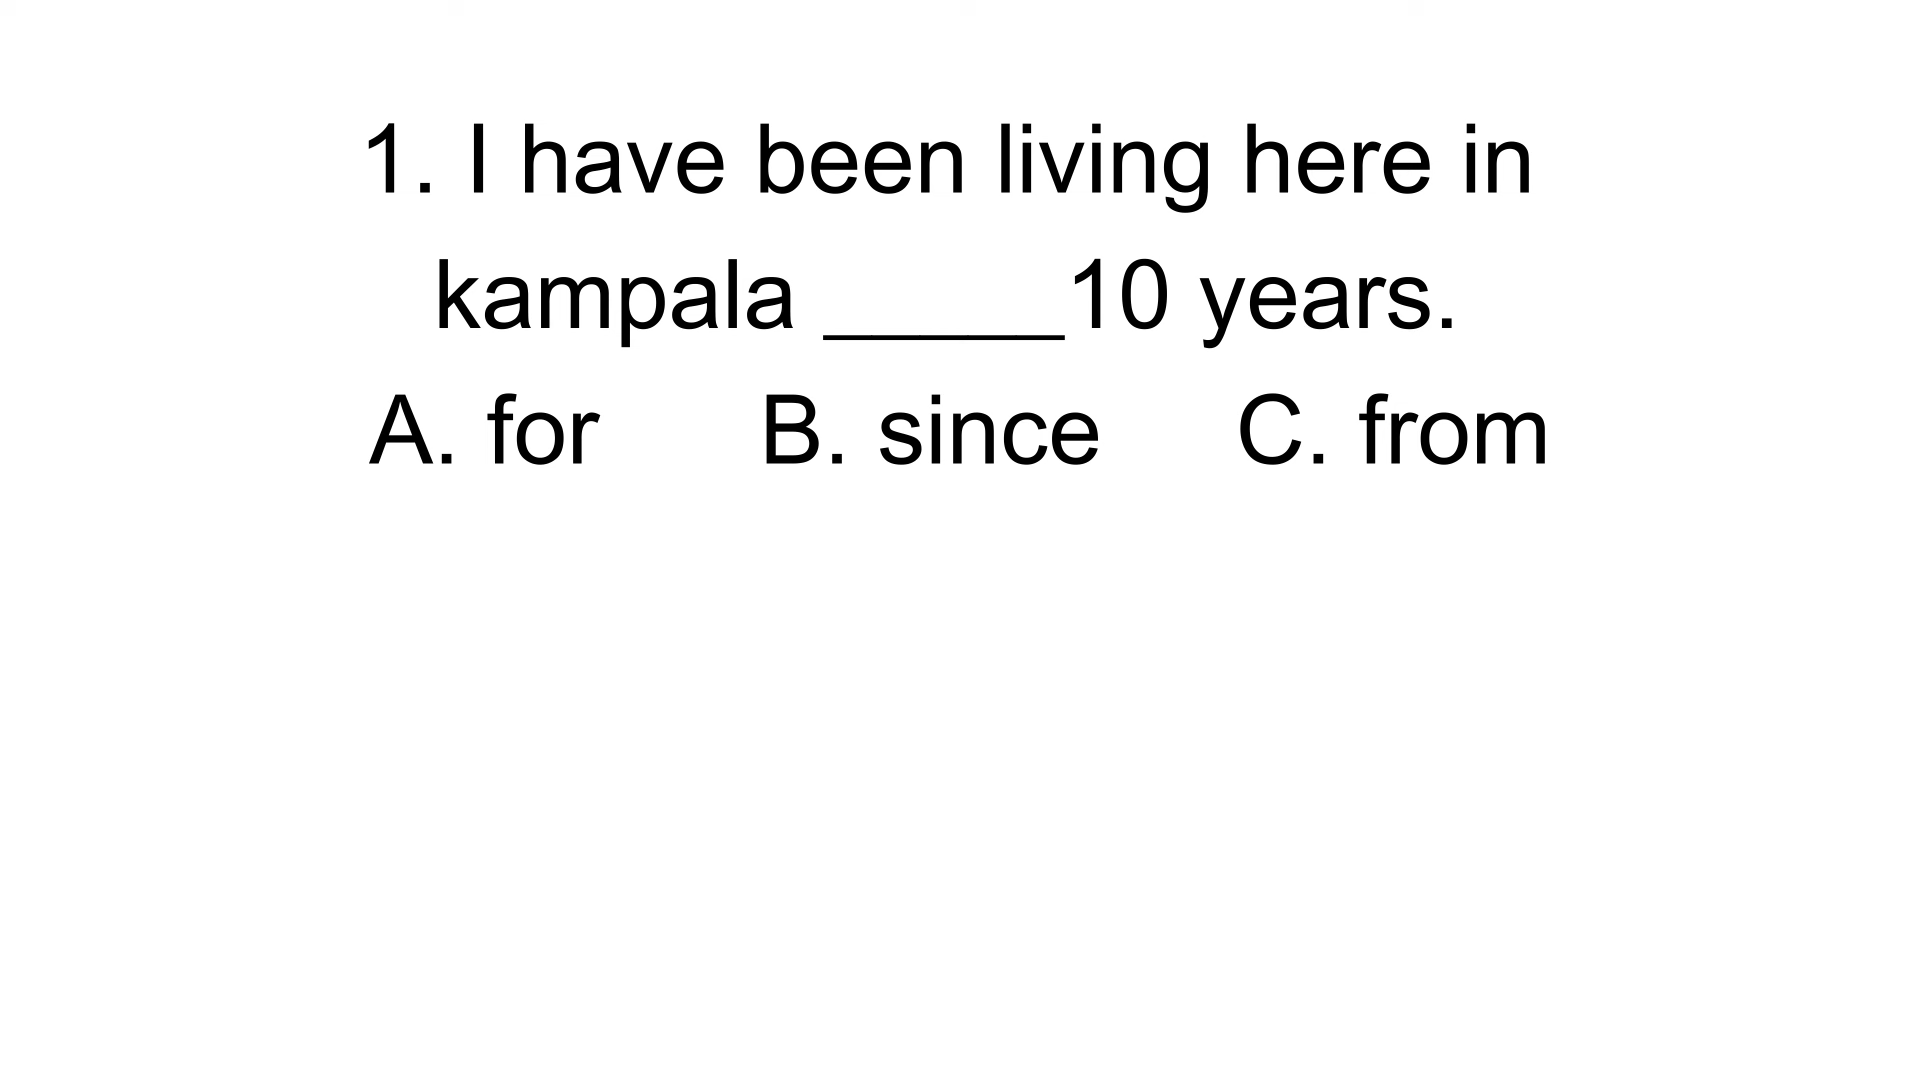 1. I have been living here in
kampala _____10 years.
A. for B. since C. from